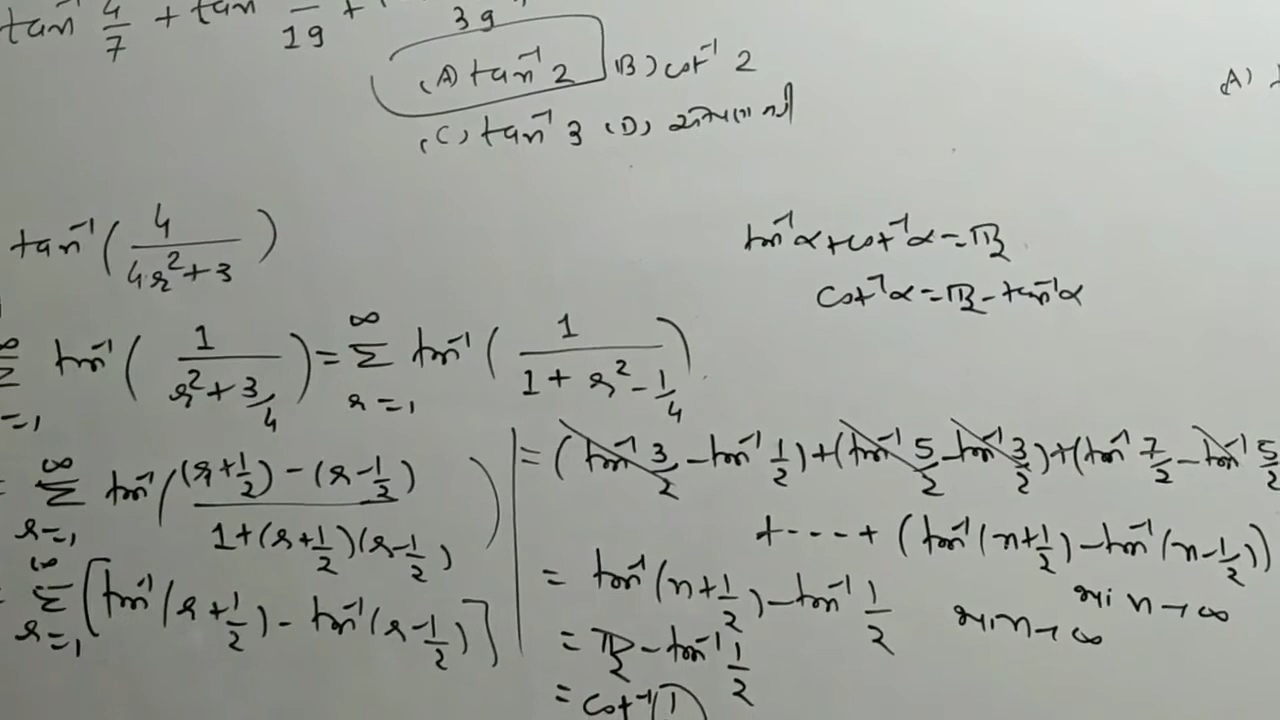 tan⁻¹ 4/7 + tan⁻¹ —/19 + 39
(A) tan⁻¹ 2 (B) cot⁻¹ 2
(C) tan⁻¹ 3 (D)
A)
tan⁻¹ (4/(4r²+3))
tan⁻¹α + cot⁻¹α = π/2
cot⁻¹α = π/2 - tan⁻¹α
∞ Σ r=1 tan⁻¹ (1/(r²+3/4)) = ∞ Σ r=1 tan⁻¹ (1/(1+r²-1/4))
= ∞ Σ r=1 tan⁻¹ (((r+1/2)-(r-1/2))/(1+(r+1/2)(r-1/2)))
= ∞ Σ r=1 [tan⁻¹(r+1/2) - tan⁻¹(r-1/2)]
= (tan⁻¹ 3/2 - tan⁻¹ 1/2) + (tan⁻¹ 5/2 - tan⁻¹ 3/2) + (tan⁻¹ 7/2 - tan⁻¹ 5/2
+ ---- + (tan⁻¹(n+1/2) - tan⁻¹(n-1/2))
n→∞
= tan⁻¹(n+1/2) - tan⁻¹ 1/2 n→∞
= π/2 - tan⁻¹ 1/2
= cot⁻¹(1